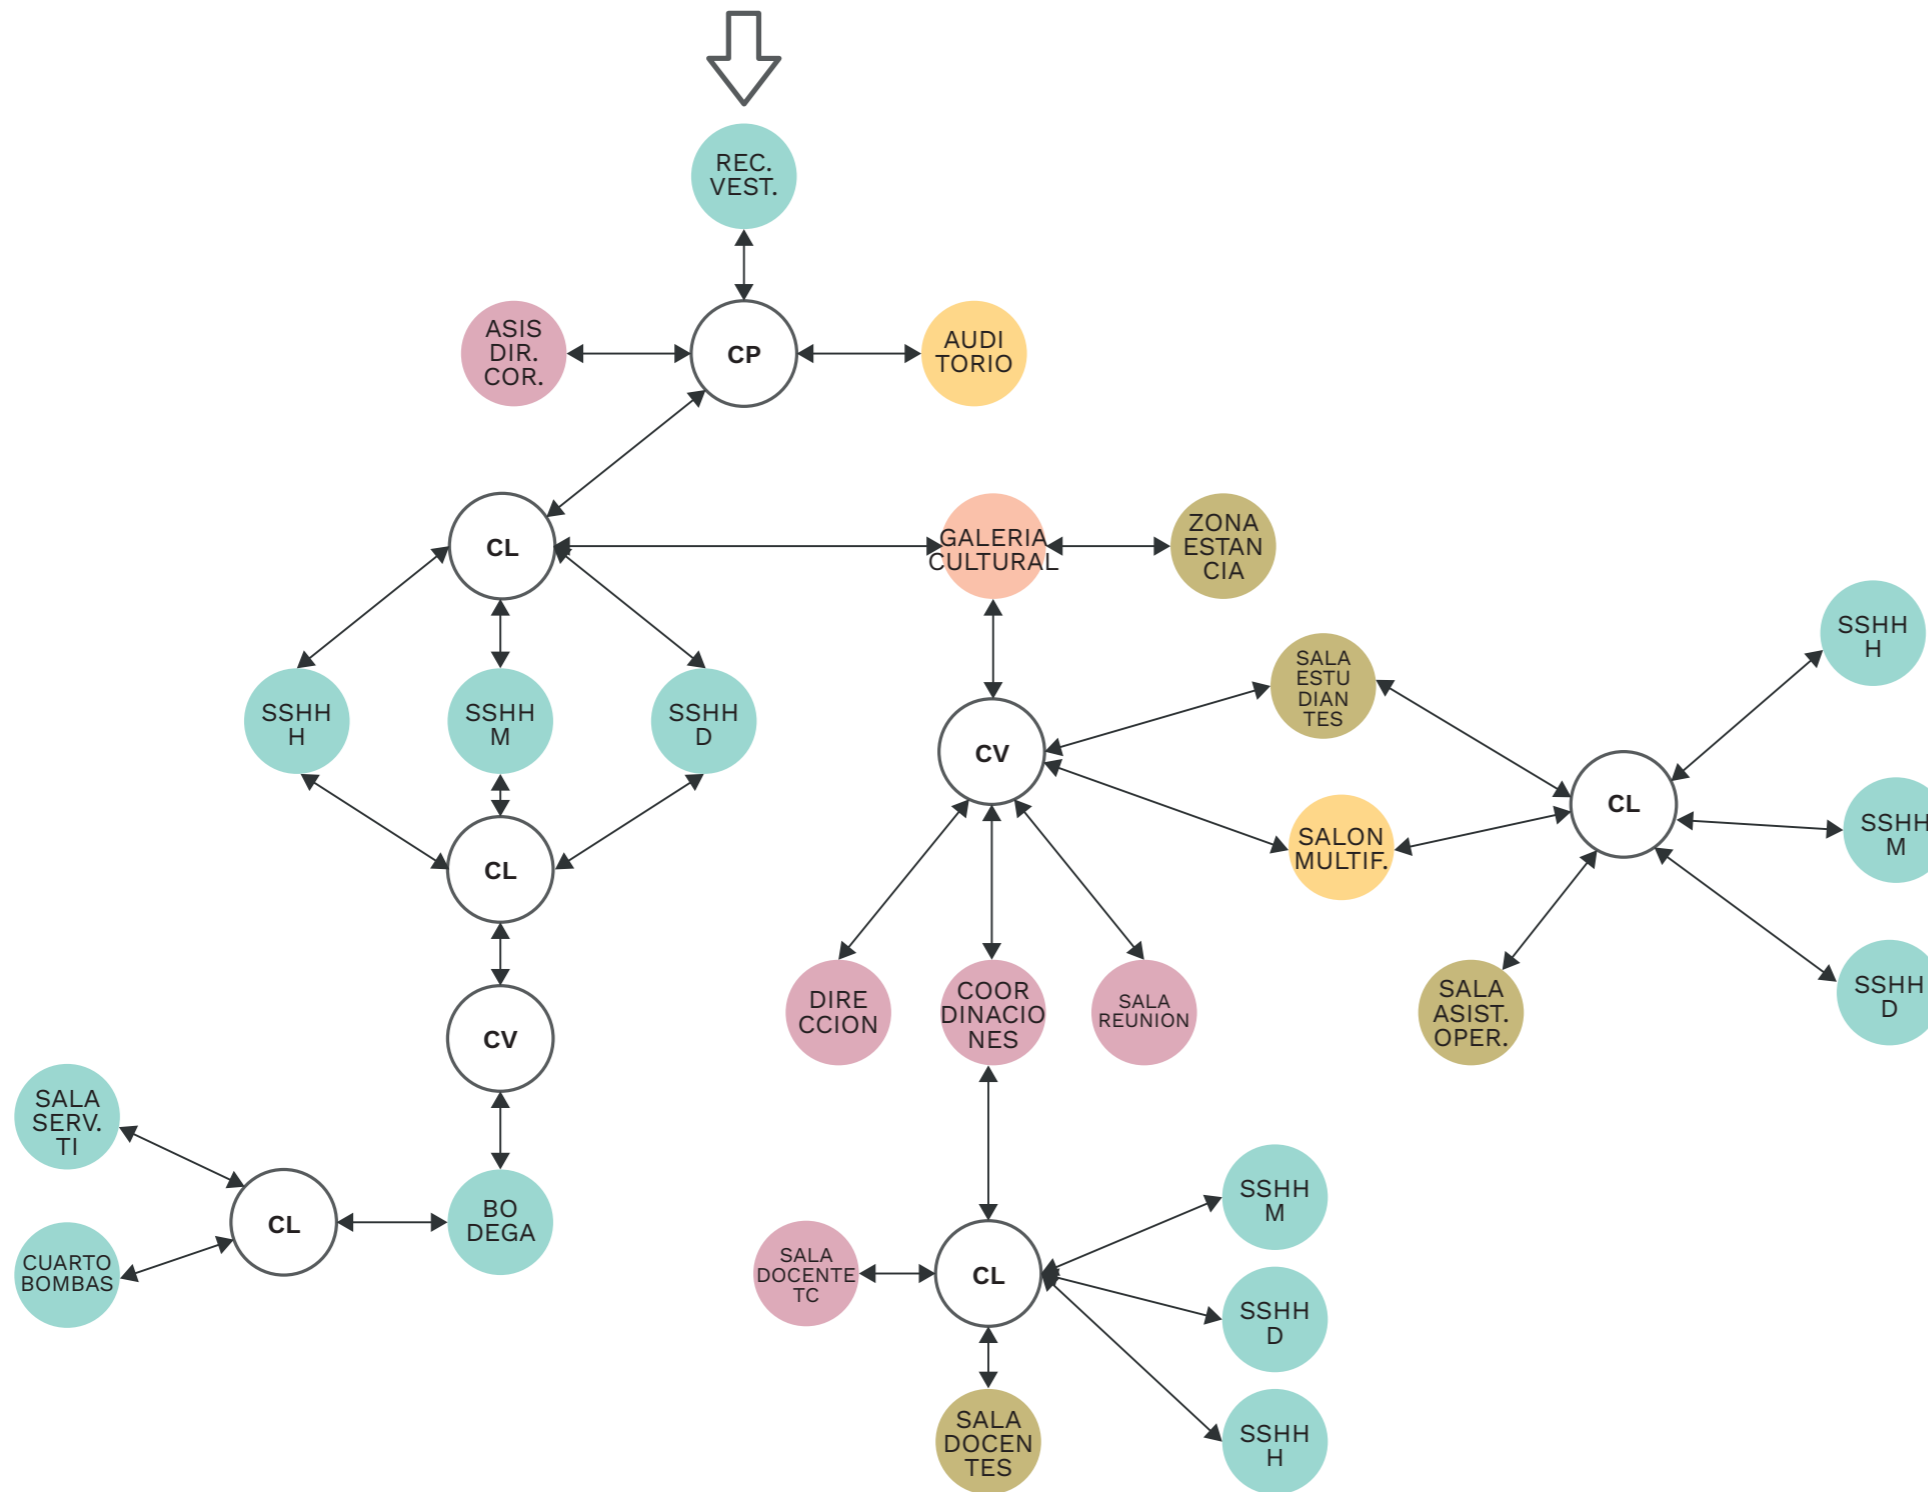 REC.
VEST.
ASIS
DIR.
COR.
CP
AUDI
TORIO
CL
GALERIA
CULTURAL
ZONA
ESTAN
CIA
SSHH
H
SSHH
M
SSHH
D
CV
SALA
ESTU
DIAN
TES
SALON
MULTIF.
CL
SSHH
H
SSHH
M
SSHH
D
SALA
ASIST.
OPER.
CL
CV
DIRE
CCION
COOR
DINACIO
NES
SALA
REUNION
SALA
SERV.
TI
CUARTO
BOMBAS
CL
BO
DEGA
SALA
DOCENTE
TC
CL
SSHH
M
SSHH
D
SSHH
H
SALA
DOCEN
TES